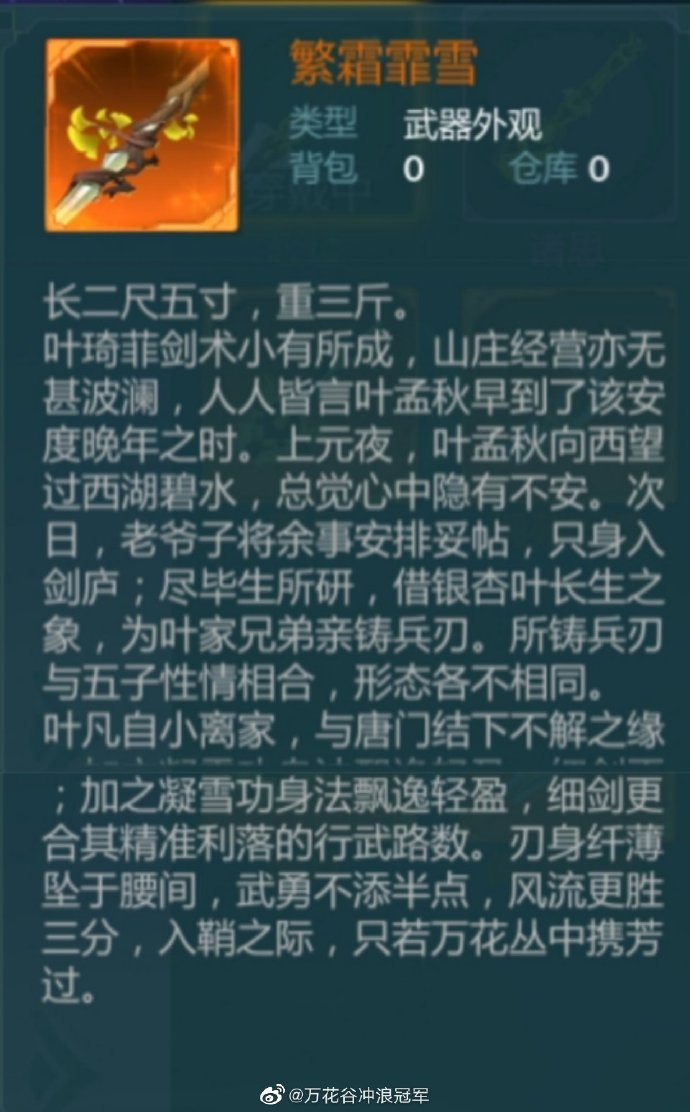 繁霜霏雪
类型 武器外观
背包 0 仓库 0
长二尺五寸，重三斤。
叶琦菲剑术小有所成，山庄经营亦无
甚波澜，人人皆言叶孟秋早到了该安
度晚年之时。上元夜，叶孟秋向西望
过西湖碧水，总觉心中隐有不安。次
日，老爷子将余事安排妥帖，只身入
剑庐；尽毕生所研，借银杏叶长生之
象，为叶家兄弟亲铸兵刃。所铸兵刃
与五子性情相合，形态各不相同。
叶凡自小离家，与唐门结下不解之缘
；加之凝雪功身法飘逸轻盈，细剑更
合其精准利落的行武路数。刃身纤薄
坠于腰间，武勇不添半点，风流更胜
三分，入鞘之际，只若万花丛中携芳
过。
@万花谷冲浪冠军